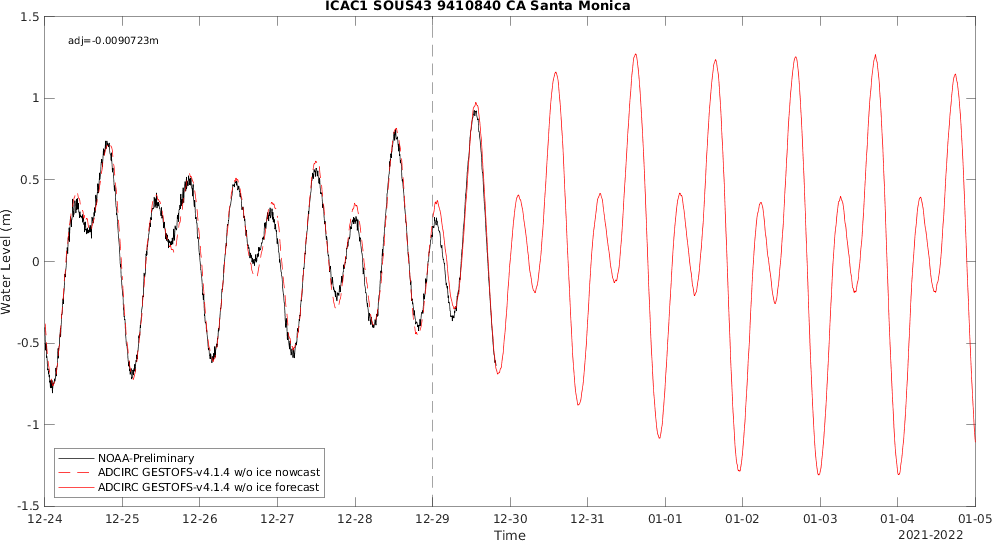 ICAC1 SOUS43 9410840 CA Santa Monica
adj=-0.0090723m
1.5
1
0.5
0
-0.5
-1
-1.5
Water Level (m)
NOAA-Preliminary
ADCIRC GESTOFS-v4.1.4 w/o ice nowcast
ADCIRC GESTOFS-v4.1.4 w/o ice forecast
12-24 12-25 12-26 12-27 12-28 12-29 12-30 12-31 01-01 01-02 01-03 01-04 01-05
Time
2021-2022